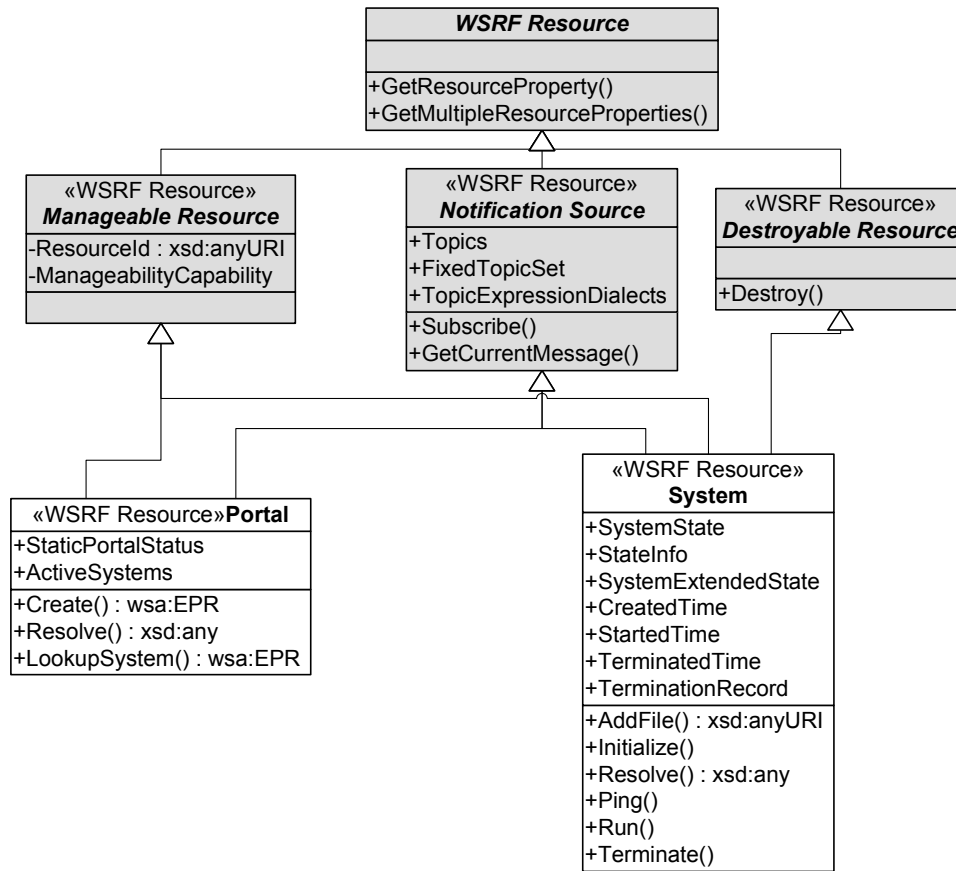 WSRF Resource
+GetResourceProperty()
+GetMultipleResourceProperties()
«WSRF Resource»
Manageable Resource
-ResourceId : xsd:anyURI
-ManageabilityCapability
«WSRF Resource»
Notification Source
+Topics
+FixedTopicSet
+TopicExpressionDialects
+Subscribe()
+GetCurrentMessage()
«WSRF Resource»
Destroyable Resource
+Destroy()
«WSRF Resource»Portal
+StaticPortalStatus
+ActiveSystems
+Create() : wsa:EPR
+Resolve() : xsd:any
+LookupSystem() : wsa:EPR
«WSRF Resource»
System
+SystemState
+StateInfo
+SystemExtendedState
+CreatedTime
+StartedTime
+TerminatedTime
+TerminationRecord
+AddFile() : xsd:anyURI
+Initialize()
+Resolve() : xsd:any
+Ping()
+Run()
+Terminate()